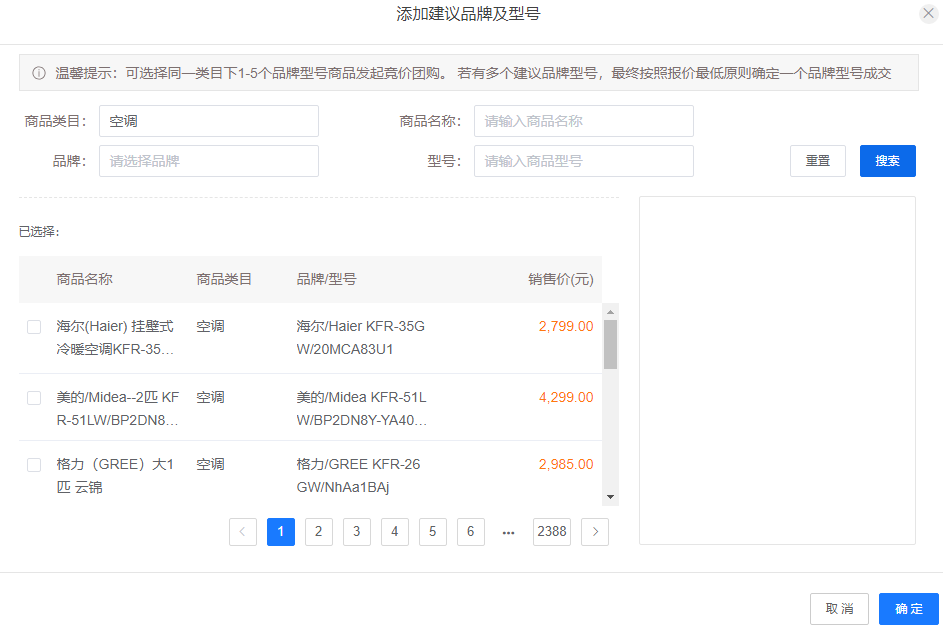 添加建议品牌及型号
温馨提示：可选择同一类目下1-5个品牌型号商品发起竞价团购。 若有多个建议品牌型号，最终按照报价最低原则确定一个品牌型号成交
商品类目： 空调 商品名称： 请输入商品名称
品牌： 请选择品牌 型号： 请输入商品型号 重置 搜索
已选择：
商品名称 商品类目 品牌/型号 销售价(元)
海尔(Haier) 挂壁式 空调 海尔/Haier KFR-35G 2,799.00
冷暖空调KFR-35... W/20MCA83U1
美的/Midea--2匹 KF 空调 美的/Midea KFR-51L 4,299.00
R-51LW/BP2DN8... W/BP2DN8Y-YA40...
格力（GREE）大1 空调 格力/GREE KFR-26 2,985.00
匹 云锦 GW/NhAa1BAj
< 1 2 3 4 5 6 ••• 2388 >
取消 确定